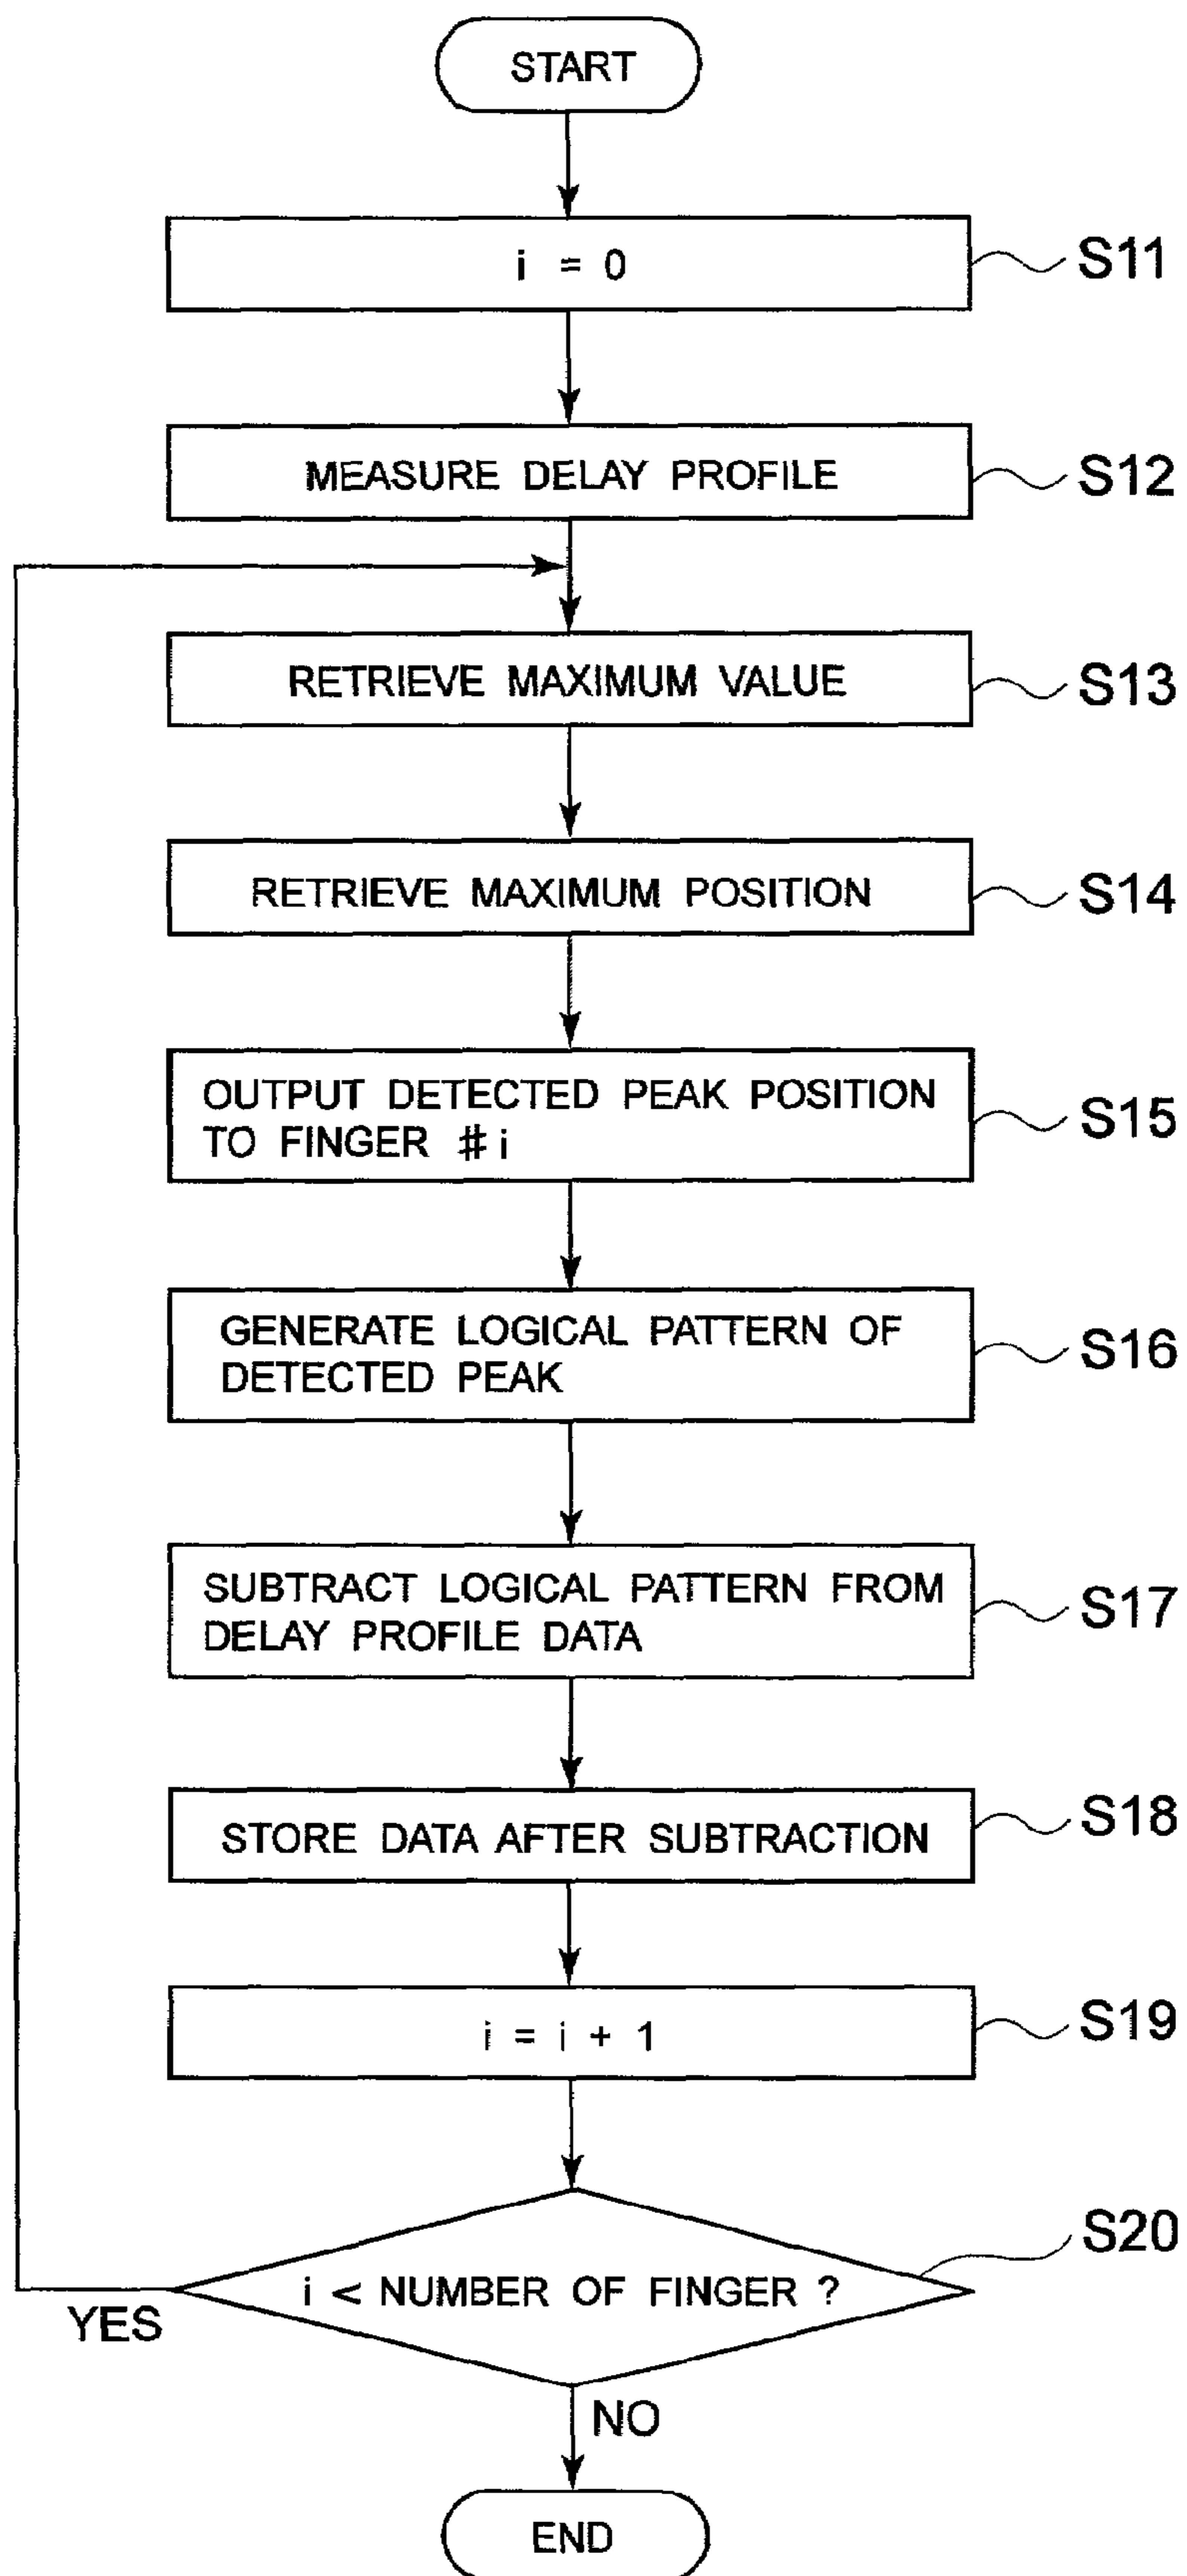 START
i = 0
S11
MEASURE DELAY PROFILE
S12
RETRIEVE MAXIMUM VALUE
S13
RETRIEVE MAXIMUM POSITION
S14
OUTPUT DETECTED PEAK POSITION
TO FINGER #i
S15
GENERATE LOGICAL PATTERN OF
DETECTED PEAK
S16
SUBTRACT LOGICAL PATTERN FROM
DELAY PROFILE DATA
S17
STORE DATA AFTER SUBTRACTION
S18
i = i + 1
S19
i < NUMBER OF FINGER ?
S20
YES
NO
END